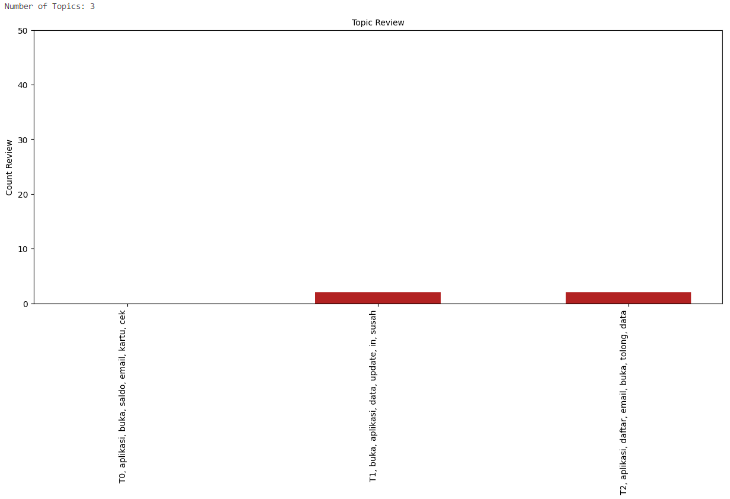 Number of Topics: 3
Topic Review
Count Review
50
40
30
20
10
0
T0, aplikasi, buka, saldo, email, kartu, cek
T1, buka, aplikasi, data, update, in, susah
T2, aplikasi, daftar, email, buka, tolong, data